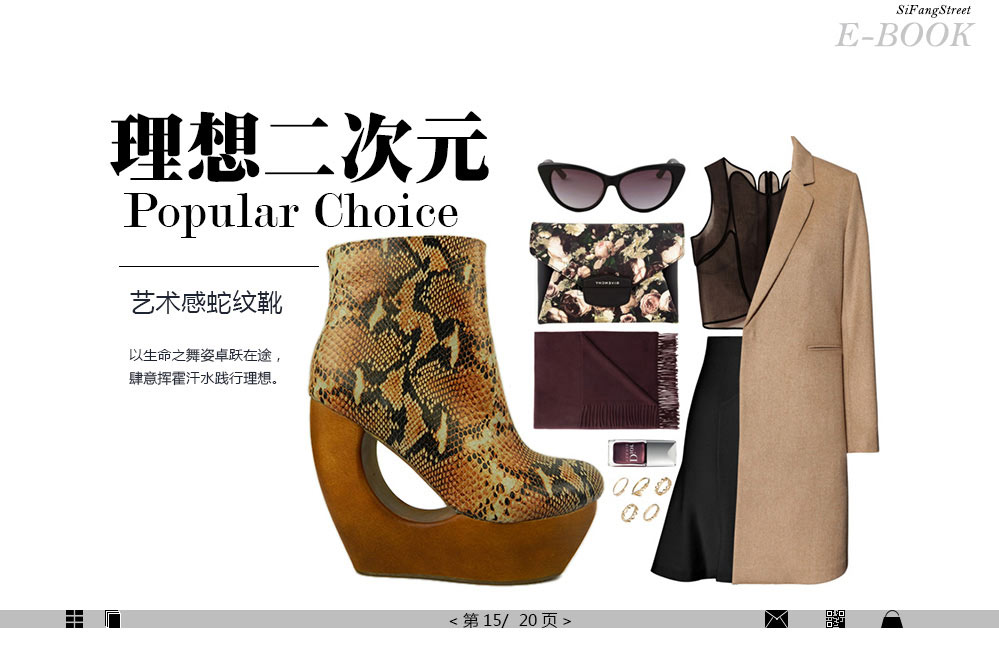 SiFangStreet
E-BOOK
理想二次元
Popular Choice
艺术感蛇纹靴
以生命之舞姿卓跃在途，
肆意挥霍汗水践行理想。
GIVENCHY
Dior
< 第 15/ 20 页 >